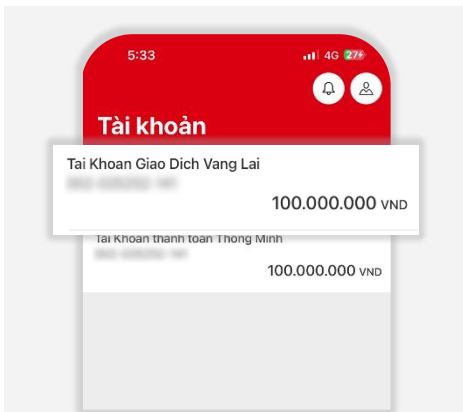 5:33
4G 27
Tài khoản
Tai Khoan Giao Dich Vang Lai
100.000.000 VND
Tai Khoan thanh toan Thong Minh
100.000.000 VND